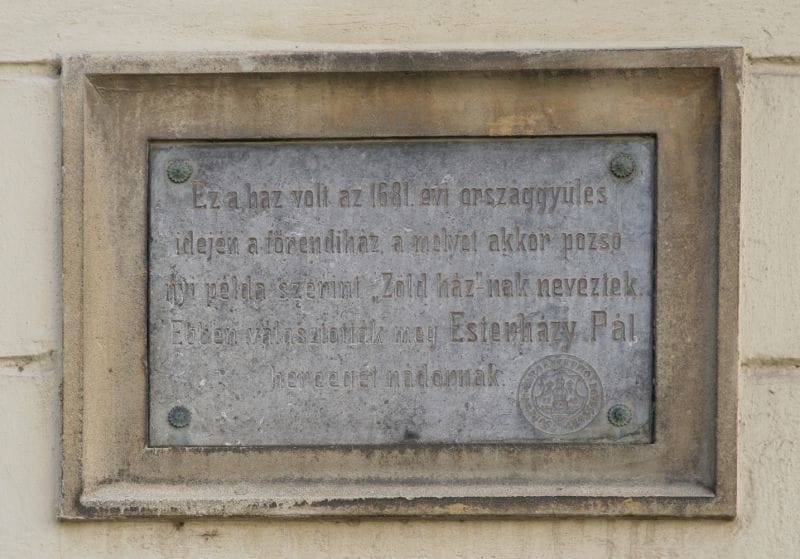 Ez a ház volt az 1681. évi országgyűlés
idején a főrendiház, a melyet akkor pozso-
nyi példa szerint „Zöld ház"-nak neveztek.
Ebben választották meg Esterházy Pál
herczeget nádornak.